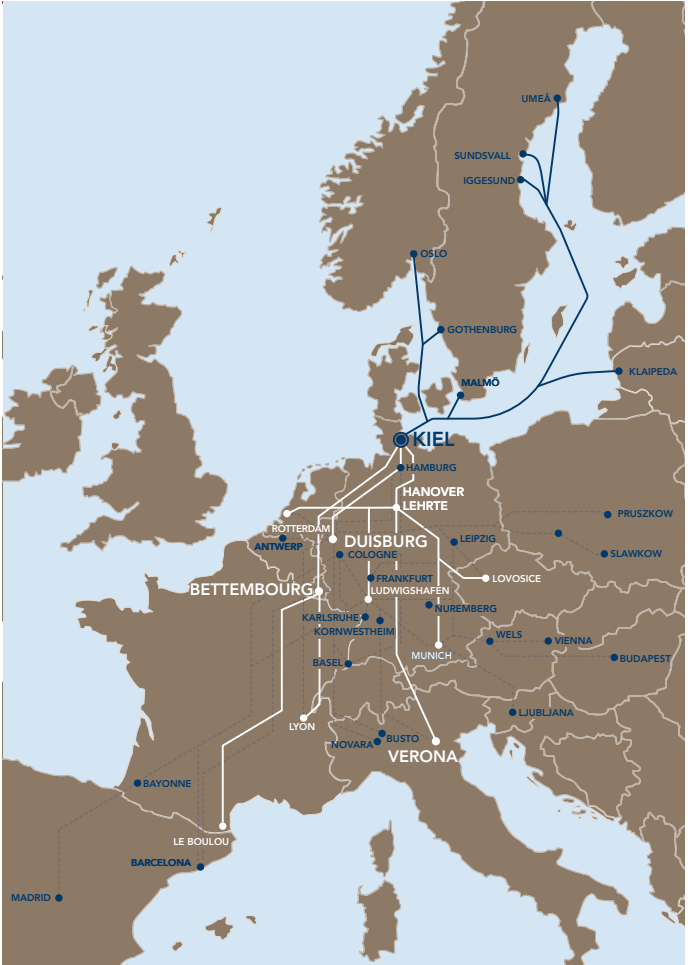 UMEÅ
SUNDSVALL
IGGESUND
OSLO
GOTHENBURG
KLAIPEDA
MALMÖ
KIEL
HAMBURG
HANOVER
LEHRTE
PRUSZKOW
ROTTERDAM
DUISBURG
LEIPZIG
ANTWERP
COLOGNE
SLAWKOW
FRANKFURT
LOVOSICE
BETTEMBOURG
LUDWIGSHAFEN
NUREMBERG
KARLSRUHE
KORNWESTHEIM
WELS
VIENNA
MUNICH
BASEL
BUDAPEST
LJUBLJANA
LYON
BUSTO
NOVARA
VERONA
BAYONNE
LE BOULOU
BARCELONA
MADRID